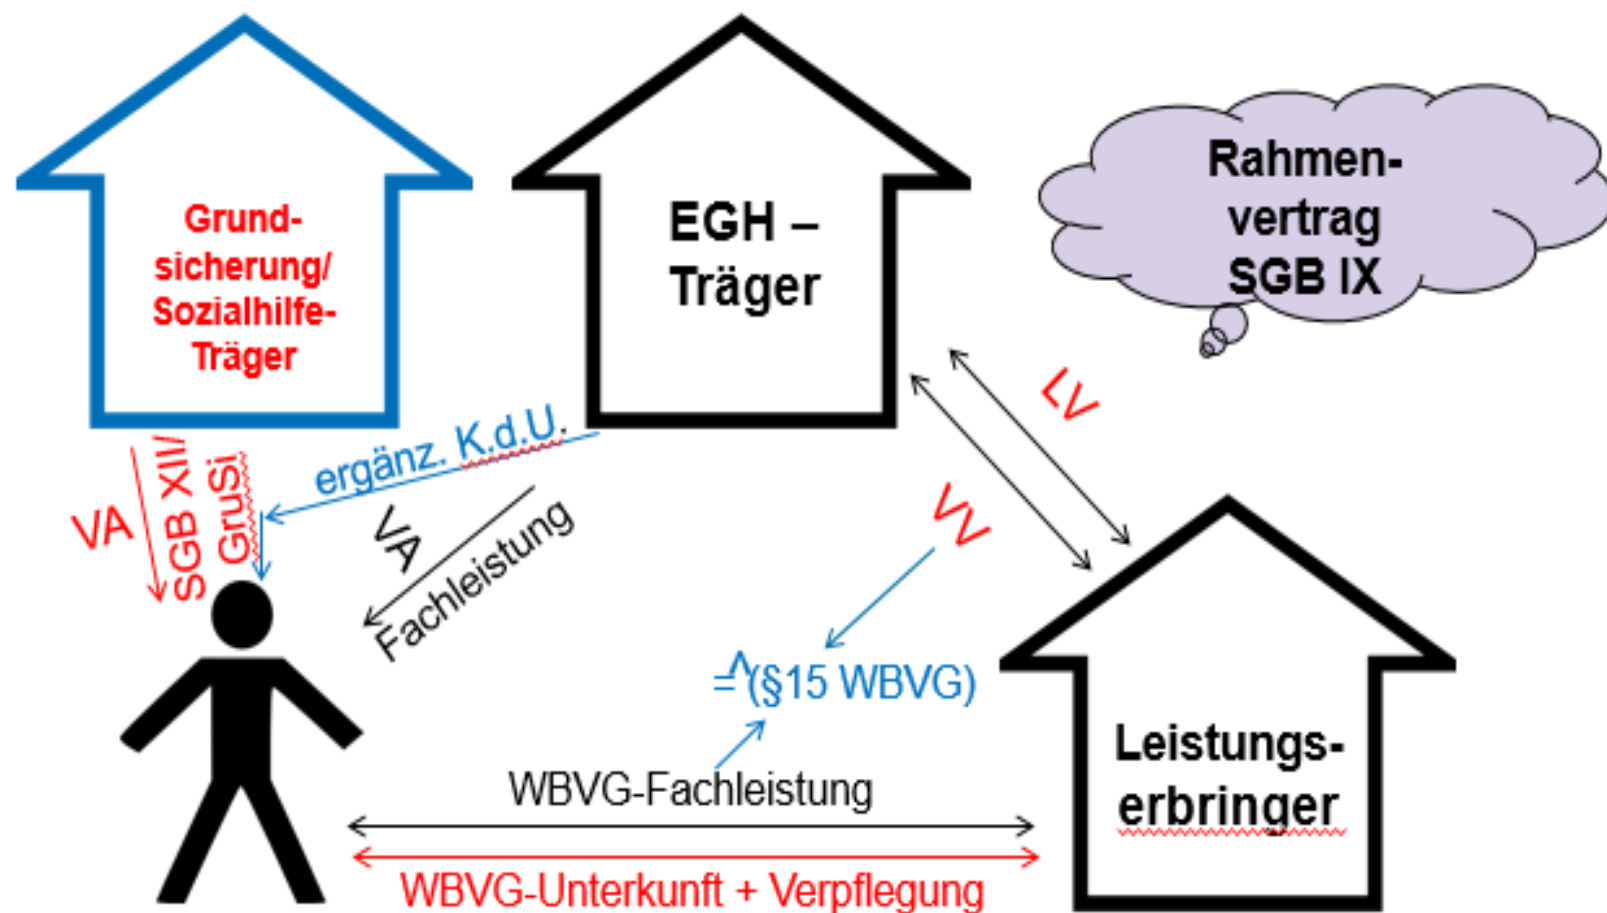 Grund-
sicherung/
Sozialhilfe-
Träger
EGH –
Träger
Rahmen-
vertrag
SGB IX
LV
VV
ergänz. K.d.U.
VA
SGB XII/
GruSi
VA
Fachleistung
=^(§15 WBVG)
Leistungs-
erbringer
WBVG-Fachleistung
WBVG-Unterkunft + Verpflegung